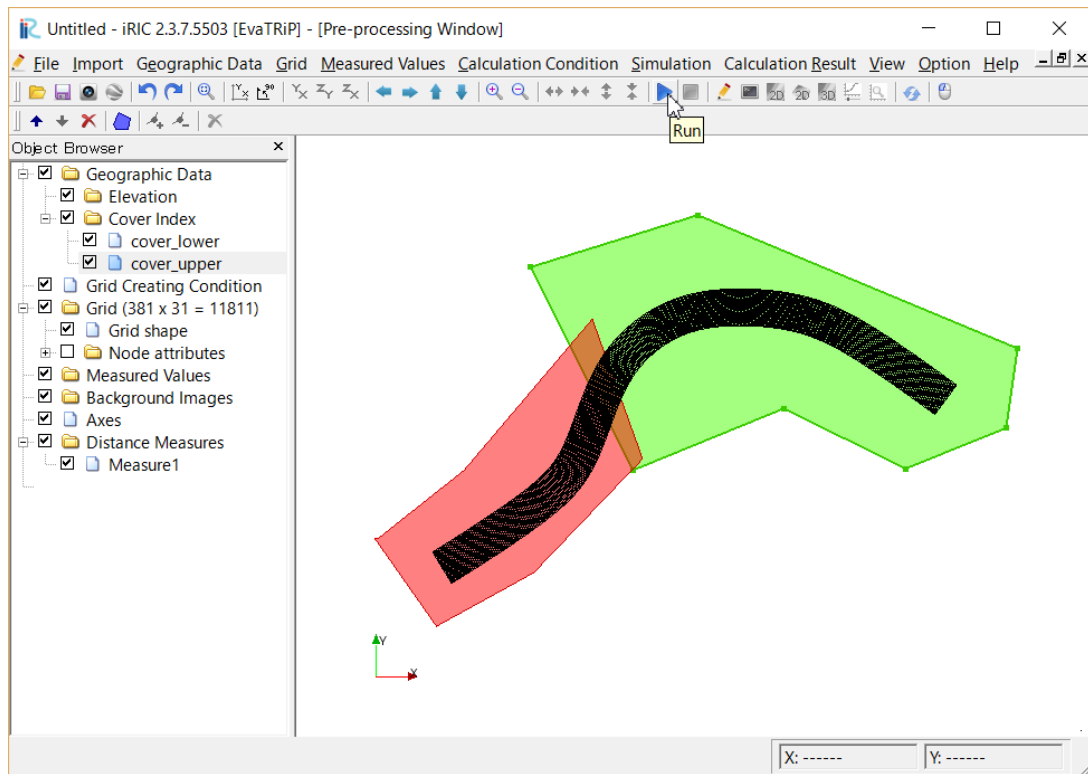 Untitled - iRIC 2.3.7.5503 [EvaTRiP] - [Pre-processing Window]
File Import Geographic Data Grid Measured Values Calculation Condition Simulation Calculation Result View Option Help
Run
Object Browser
Geographic Data
Elevation
Cover Index
cover_lower
cover_upper
Grid Creating Condition
Grid (381 x 31 = 11811)
Grid shape
Node attributes
Measured Values
Background Images
Axes
Distance Measures
Measure1
Y
X
X: ------ Y: ------